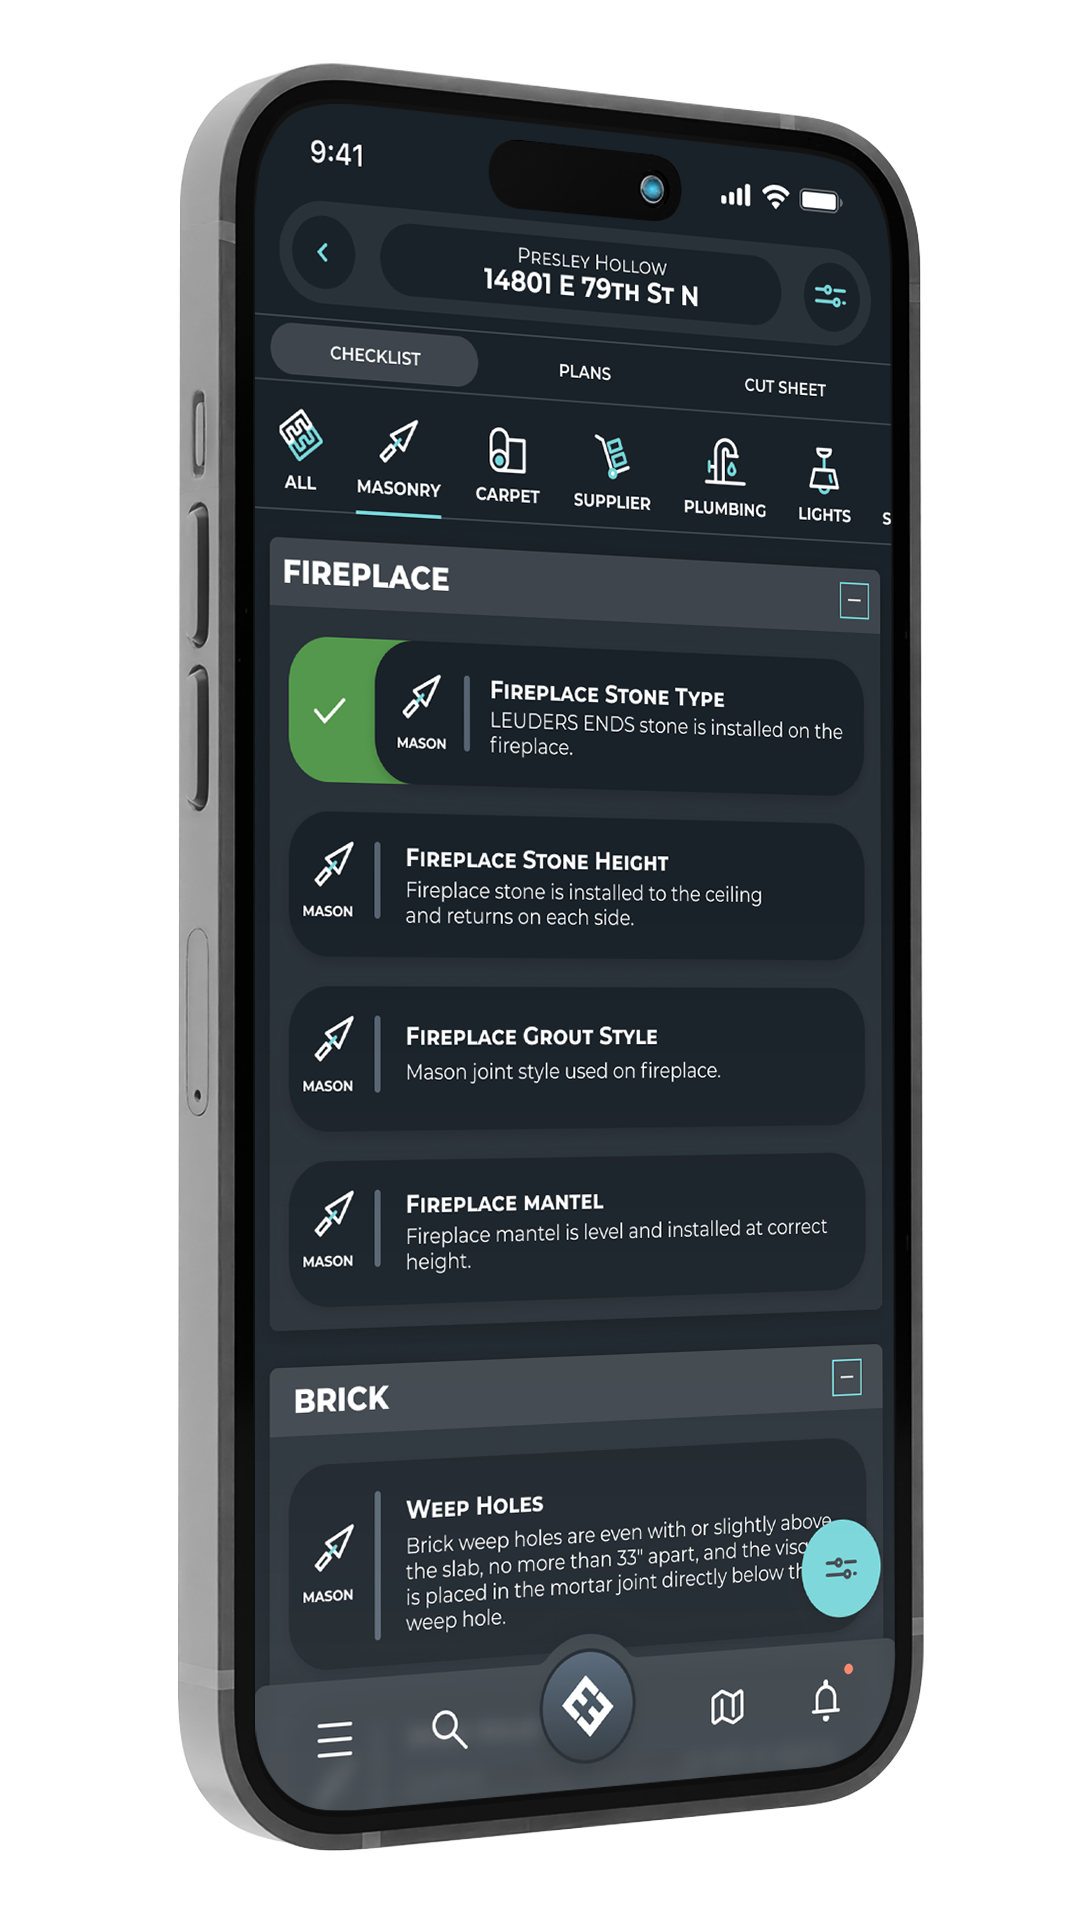 9:41
Presley Hollow
14801 E 79th St N
CHECKLIST
PLANS
CUT SHEET
ALL
MASONRY
CARPET
SUPPLIER
PLUMBING
LIGHTS
S
FIREPLACE
MASON
Fireplace Stone Type
LEUDERS ENDS stone is installed on the
fireplace.
MASON
Fireplace Stone Height
Fireplace stone is installed to the ceiling
and returns on each side.
MASON
Fireplace Grout Style
Mason joint style used on fireplace.
MASON
Fireplace mantel
Fireplace mantel is level and installed at correct
height.
BRICK
MASON
Weep Holes
Brick weep holes are even with or slightly above
the slab, no more than 33" apart, and the
is placed in the mortar joint directly below
weep hole.